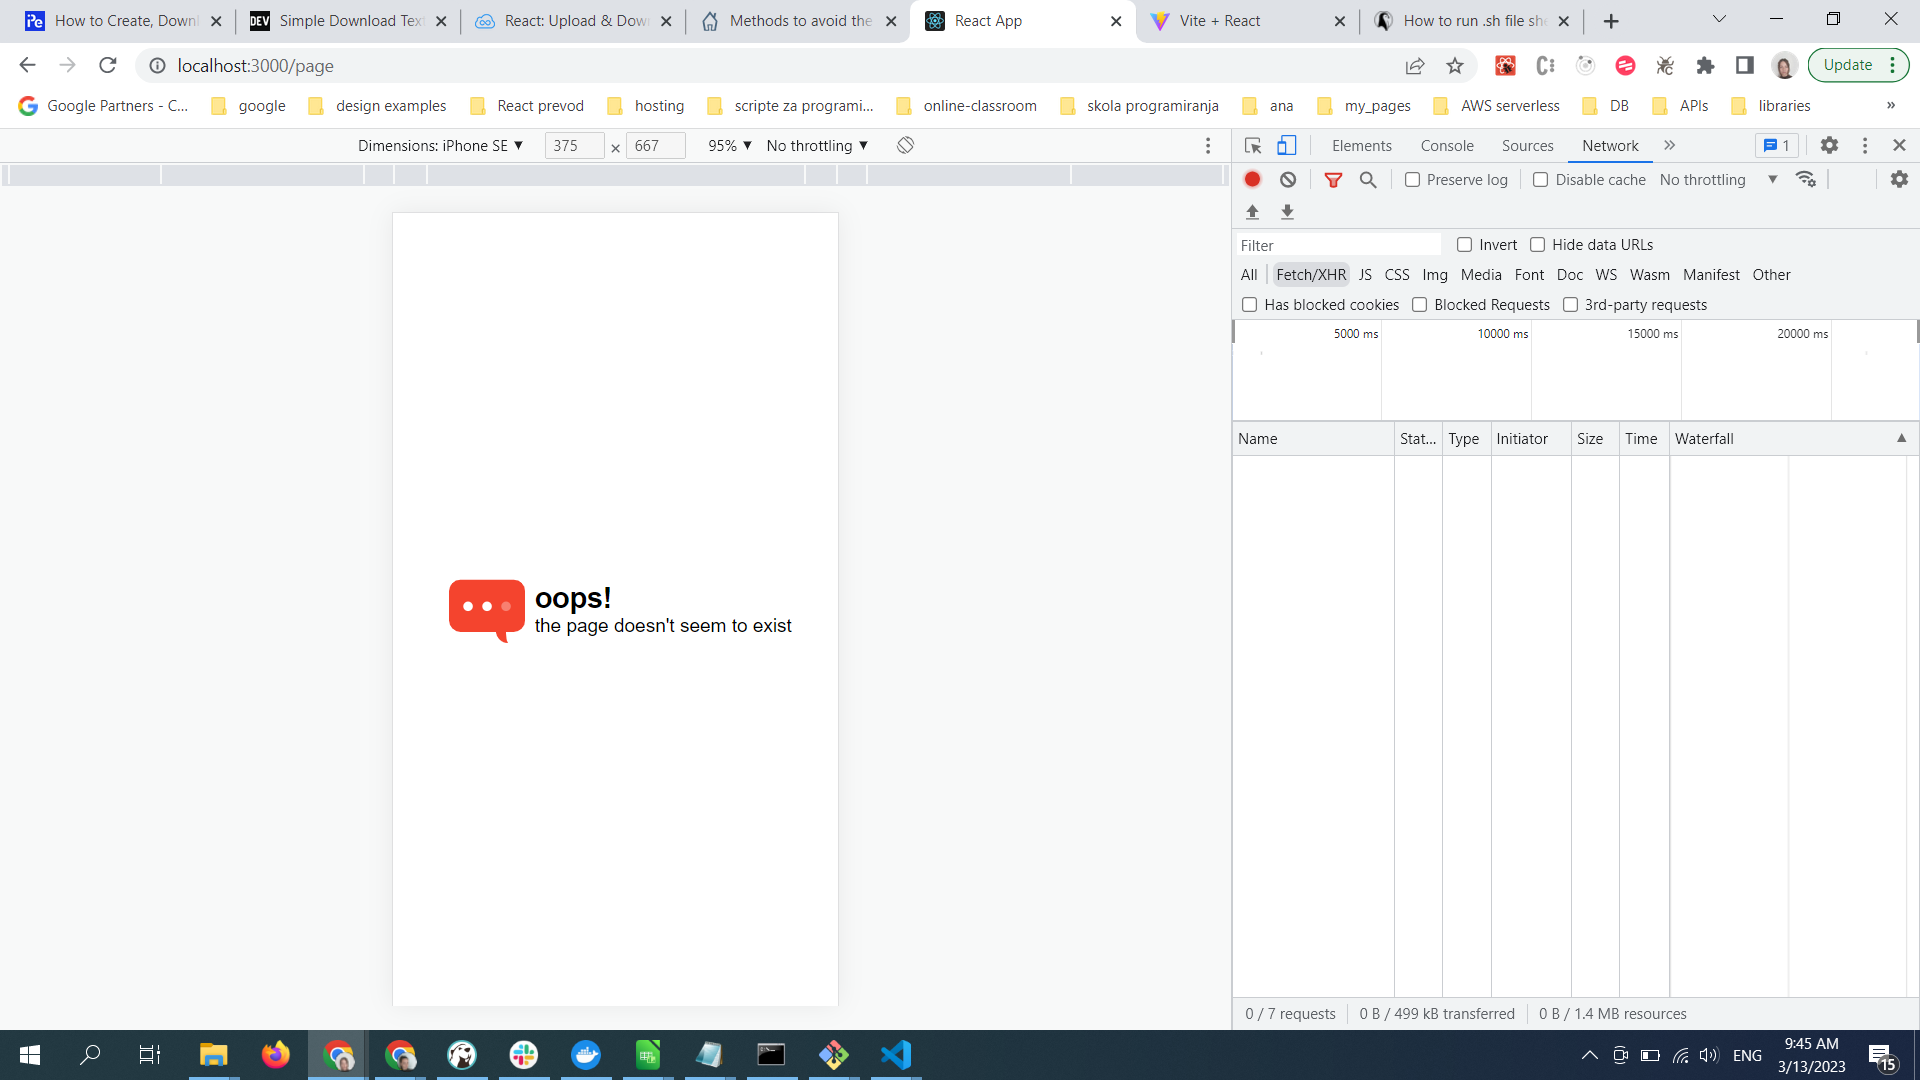 How to Create, Downl
DEV Simple Download Tex
React: Upload & Dow
Methods to avoid the
React App
Vite + React
How to run .sh file she
localhost:3000/page
Update
Google Partners - C...
google
design examples
React prevod
hosting
scripte za programi...
online-classroom
skola programiranja
ana
my_pages
AWS serverless
DB
APIs
libraries
»
Dimensions: iPhone SE ▼ 375 × 667 95% ▼ No throttling ▼
Elements Console Sources Network » 1
Preserve log Disable cache No throttling ▼
Filter Invert Hide data URLs
All Fetch/XHR JS CSS Img Media Font Doc WS Wasm Manifest Other
Has blocked cookies Blocked Requests 3rd-party requests
5000 ms 10000 ms 15000 ms 20000 ms
Name Stat... Type Initiator Size Time Waterfall ▲
oops!
the page doesn't seem to exist
0 / 7 requests 0 B / 499 kB transferred 0 B / 1.4 MB resources
ENG
9:45 AM
3/13/2023
15